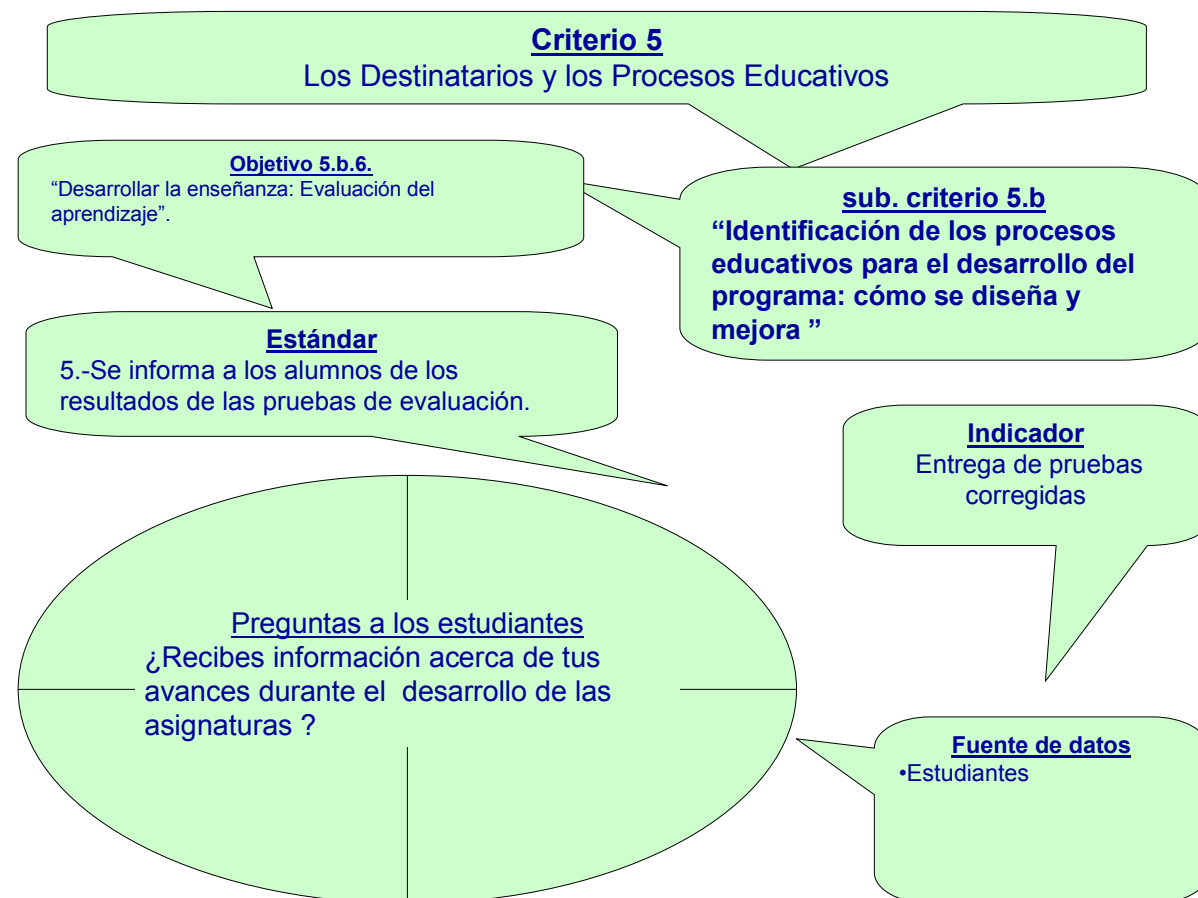 Criterio 5
Los Destinatarios y los Procesos Educativos
Objetivo 5.b.6.
“Desarrollar la enseñanza: Evaluación del
aprendizaje”.
sub. criterio 5.b
“Identificación de los procesos
educativos para el desarrollo del
programa: cómo se diseña y
mejora ”
Estándar
5.-Se informa a los alumnos de los
resultados de las pruebas de evaluación.
Indicador
Entrega de pruebas
corregidas
Preguntas a los estudiantes
¿Recibes información acerca de tus
avances durante el  desarrollo de las
asignaturas ?
Fuente de datos
•Estudiantes